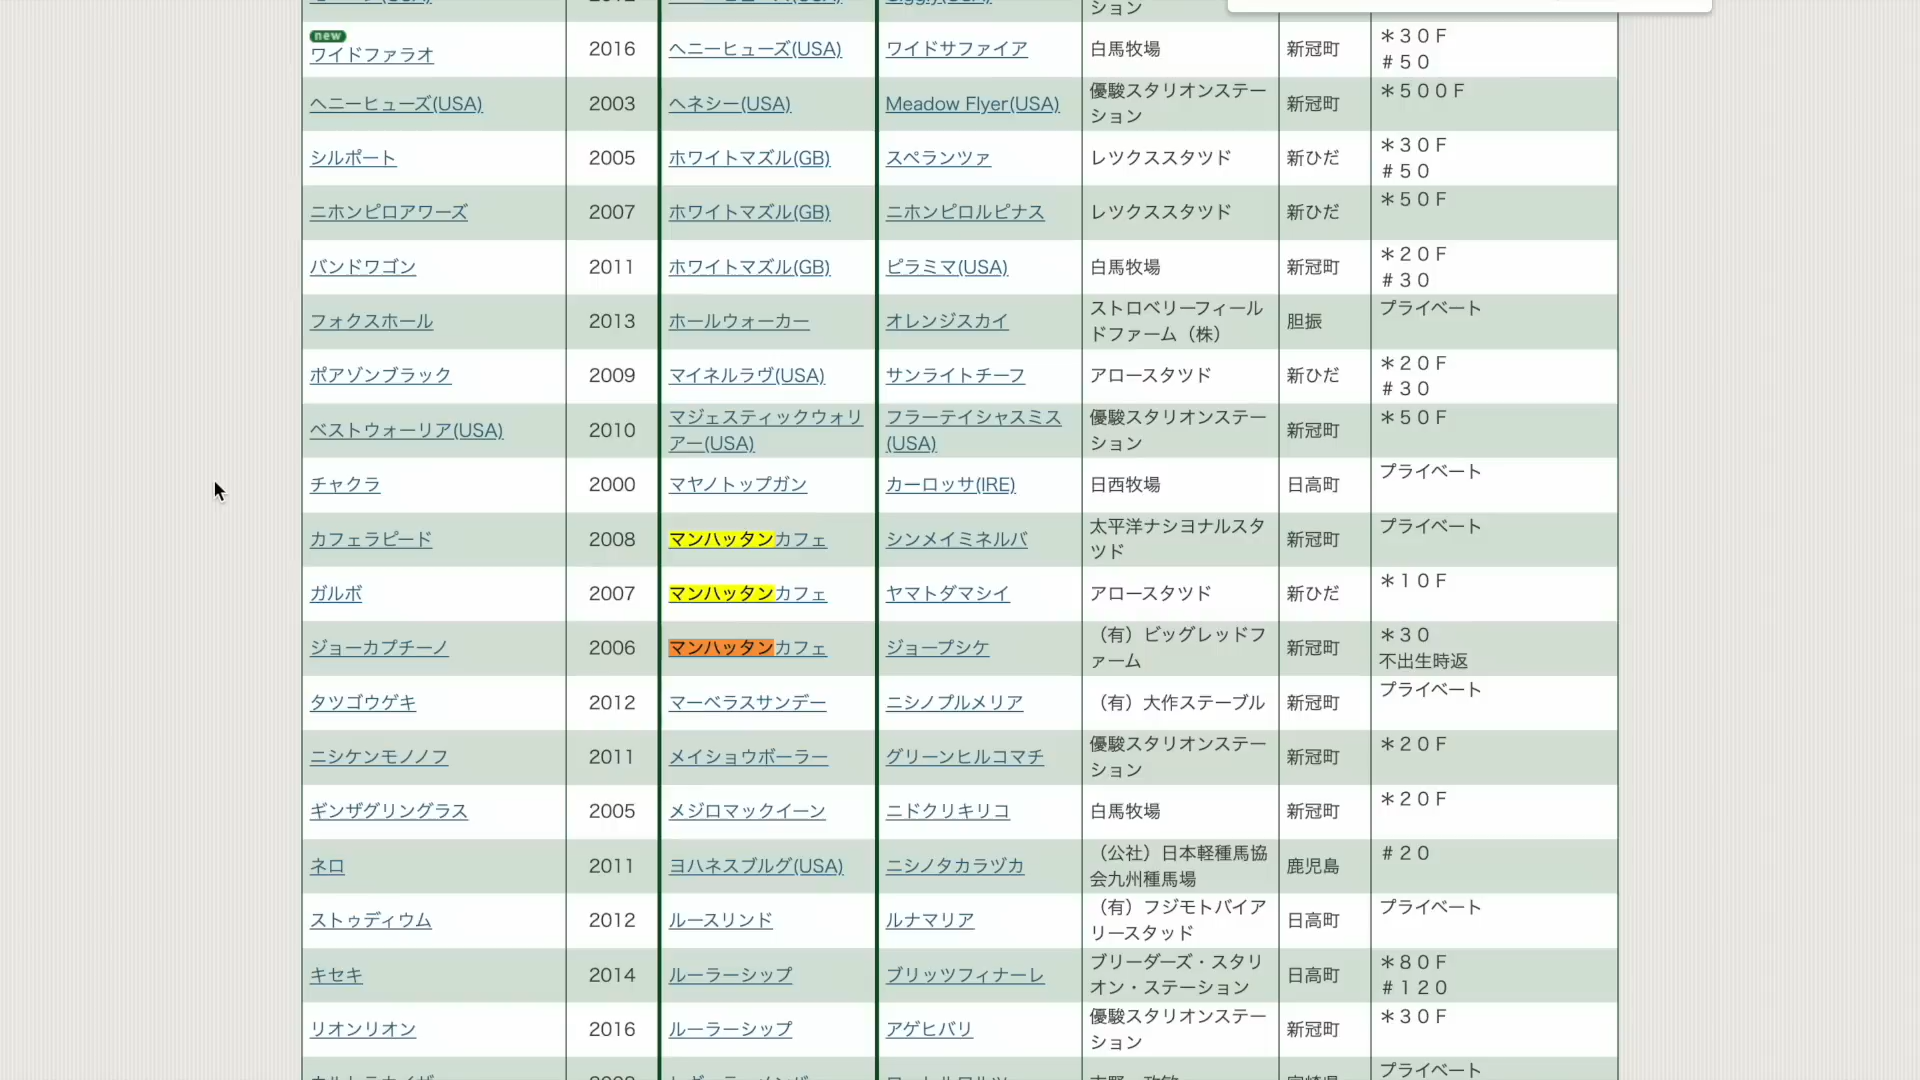 ション
new
ワイドファラオ 2016 ヘニーヒューズ(USA) ワイドサファイア 白馬牧場 新冠町 ＊３０Ｆ
＃５０
ヘニーヒューズ(USA) 2003 ヘネシー(USA) Meadow Flyer(USA) 優駿スタリオンステー 新冠町 ＊５００Ｆ
ション
シルポート 2005 ホワイトマズル(GB) スペランツァ レツクススタツド 新ひだ ＊３０Ｆ
＃５０
ニホンピロアワーズ 2007 ホワイトマズル(GB) ニホンピロルピナス レツクススタツド 新ひだ ＊５０Ｆ
バンドワゴン 2011 ホワイトマズル(GB) ピラミマ(USA) 白馬牧場 新冠町 ＊２０Ｆ
＃３０
フォクスホール 2013 ホールウォーカー オレンジスカイ ストロベリーフィール 胆振 プライベート
ドファーム（株）
ポアゾンブラック 2009 マイネルラヴ(USA) サンライトチーフ アロースタツド 新ひだ ＊２０Ｆ
＃３０
ベストウォーリア(USA) 2010 マジェスティックウォリ フラーテイシャスミス 優駿スタリオンステー 新冠町 ＊５０Ｆ
アー(USA) (USA) ション
チャクラ 2000 マヤノトップガン カーロッサ(IRE) 日西牧場 日高町 プライベート
カフェラピード 2008 マンハッタンカフェ シンメイミネルバ 太平洋ナシヨナルスタ 新冠町 プライベート
ツド
ガルボ 2007 マンハッタンカフェ ヤマトダマシイ アロースタツド 新ひだ ＊１０Ｆ
ジョーカプチーノ 2006 マンハッタンカフェ ジョープシケ （有）ビッグレッドフ 新冠町 ＊３０
ァーム 不出生時返
タツゴウゲキ 2012 マーベラスサンデー ニシノプルメリア （有）大作ステーブル 新冠町 プライベート
ニシケンモノノフ 2011 メイショウボーラー グリーンヒルコマチ 優駿スタリオンステー 新冠町 ＊２０Ｆ
ション
ギンザグリングラス 2005 メジロマックイーン ニドクリキリコ 白馬牧場 新冠町 ＊２０Ｆ
ネロ 2011 ヨハネスブルグ(USA) ニシノタカラヅカ （公社）日本軽種馬協 鹿児島 ＃２０
会九州種馬場
ストゥディウム 2012 ルースリンド ルナマリア （有）フジモトバイア 日高町 プライベート
リースタッド
キセキ 2014 ルーラーシップ ブリッツフィナーレ ブリーダーズ・スタリ 日高町 ＊８０Ｆ
オン・ステーション ＃１２０
リオンリオン 2016 ルーラーシップ アゲヒバリ 優駿スタリオンステー 新冠町 ＊３０Ｆ
ション
プライベート